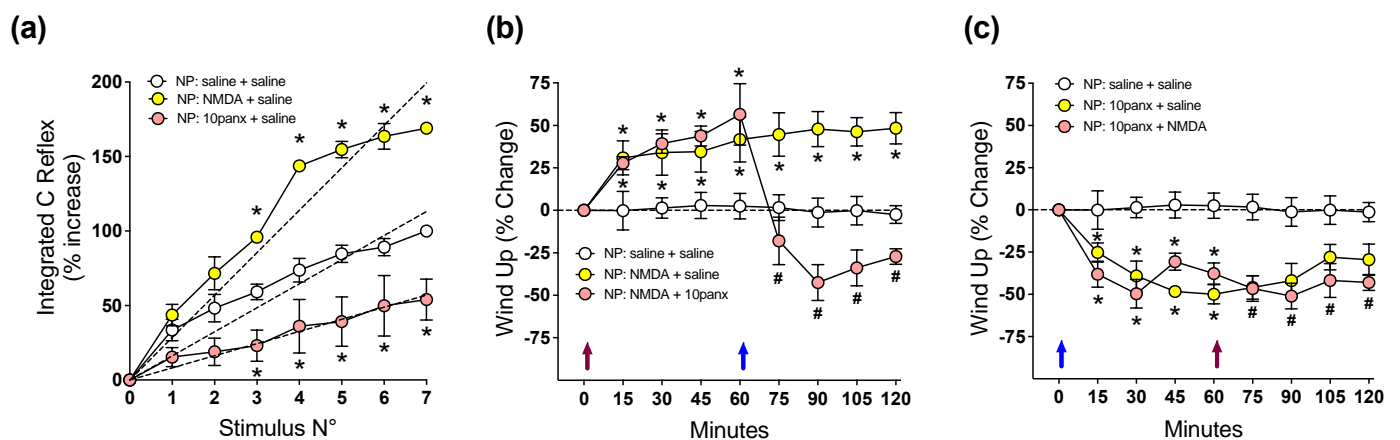 (a)
NP: saline + saline
NP: NMDA + saline
NP: 10panx + saline
Integrated C Reflex
(% increase)
200
150
100
50
0
* * * * *
* * * * *
0 1 2 3 4 5 6 7
Stimulus N°
(b)
Wind Up (% Change)
75
50
25
0
-25
-50
-75
* * * *
* * * * * * * *
NP: saline + saline
NP: NMDA + saline
NP: NMDA + 10panx
# # # #
0 15 30 45 60 75 90 105 120
Minutes
(c)
NP: saline + saline
NP: 10panx + saline
NP: 10panx + NMDA
Wind Up (% Change)
75
50
25
0
-25
-50
-75
* * * *
* * * * # # # #
0 15 30 45 60 75 90 105 120
Minutes